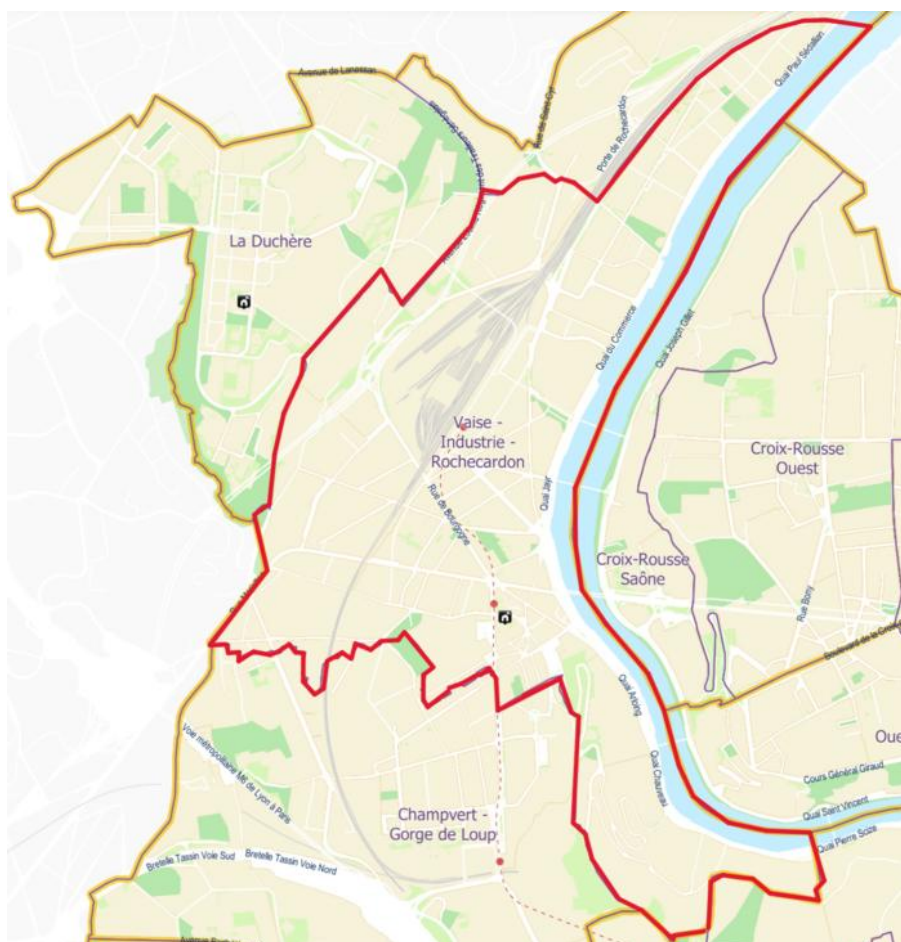 Avenue de Lanessan
Quai Paul Sédallion
Porte de Rochecardon
La Duchère
Quai du Commerce
Quai Joseph Gillet
Vaise -
Industrie -
Rochecardon
Croix-Rousse
Ouest
Quai Jaÿr
Rue de Bourgogne
Croix-Rousse
Saône
Rue Bony
Quai Arloing
Voie métropolitaine M6 de Lyon à Paris
Quai Chauveau
Cours Général Giraud
Quai Saint Vincent
Quai Pierre Scize
Champvert -
Gorge de Loup
Bretelle Tassin Voie Sud
Bretelle Tassin Voie Nord